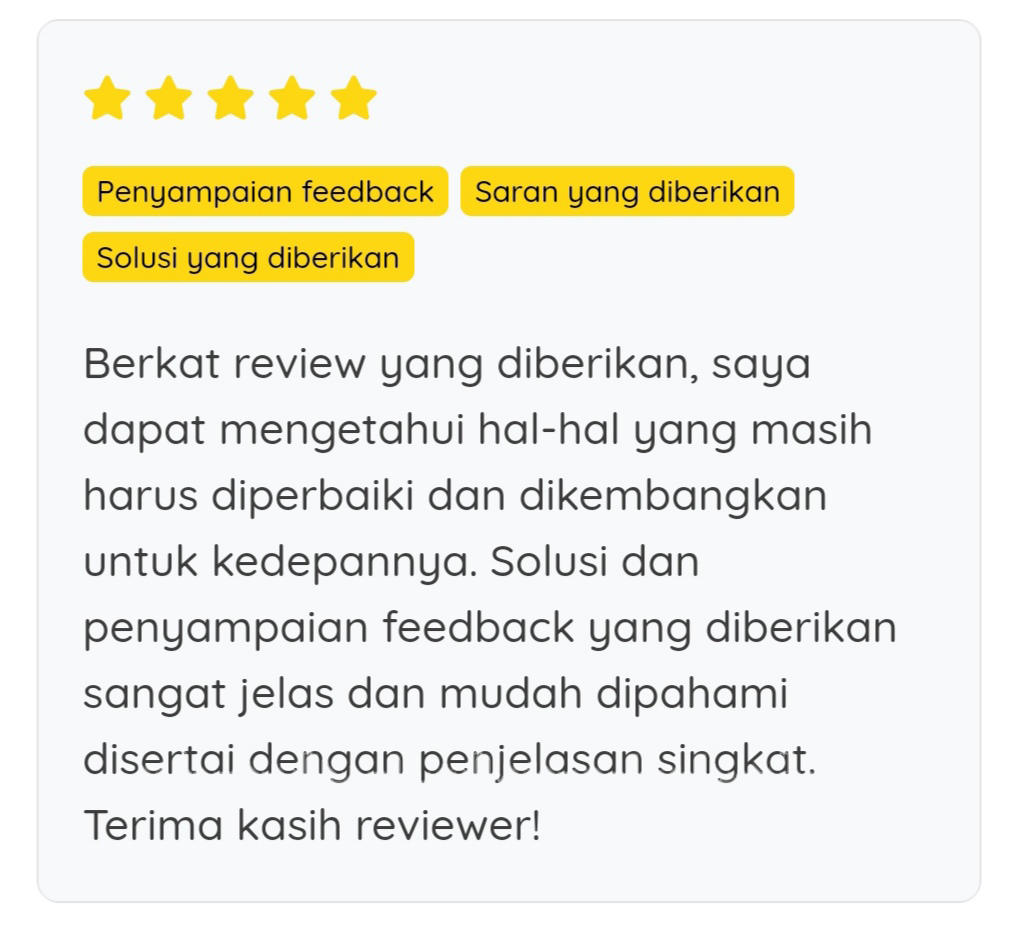 Penyampaian feedback Saran yang diberikan
Solusi yang diberikan
Berkat review yang diberikan, saya
dapat mengetahui hal-hal yang masih
harus diperbaiki dan dikembangkan
untuk kedepannya. Solusi dan
penyampaian feedback yang diberikan
sangat jelas dan mudah dipahami
disertai dengan penjelasan singkat.
Terima kasih reviewer!